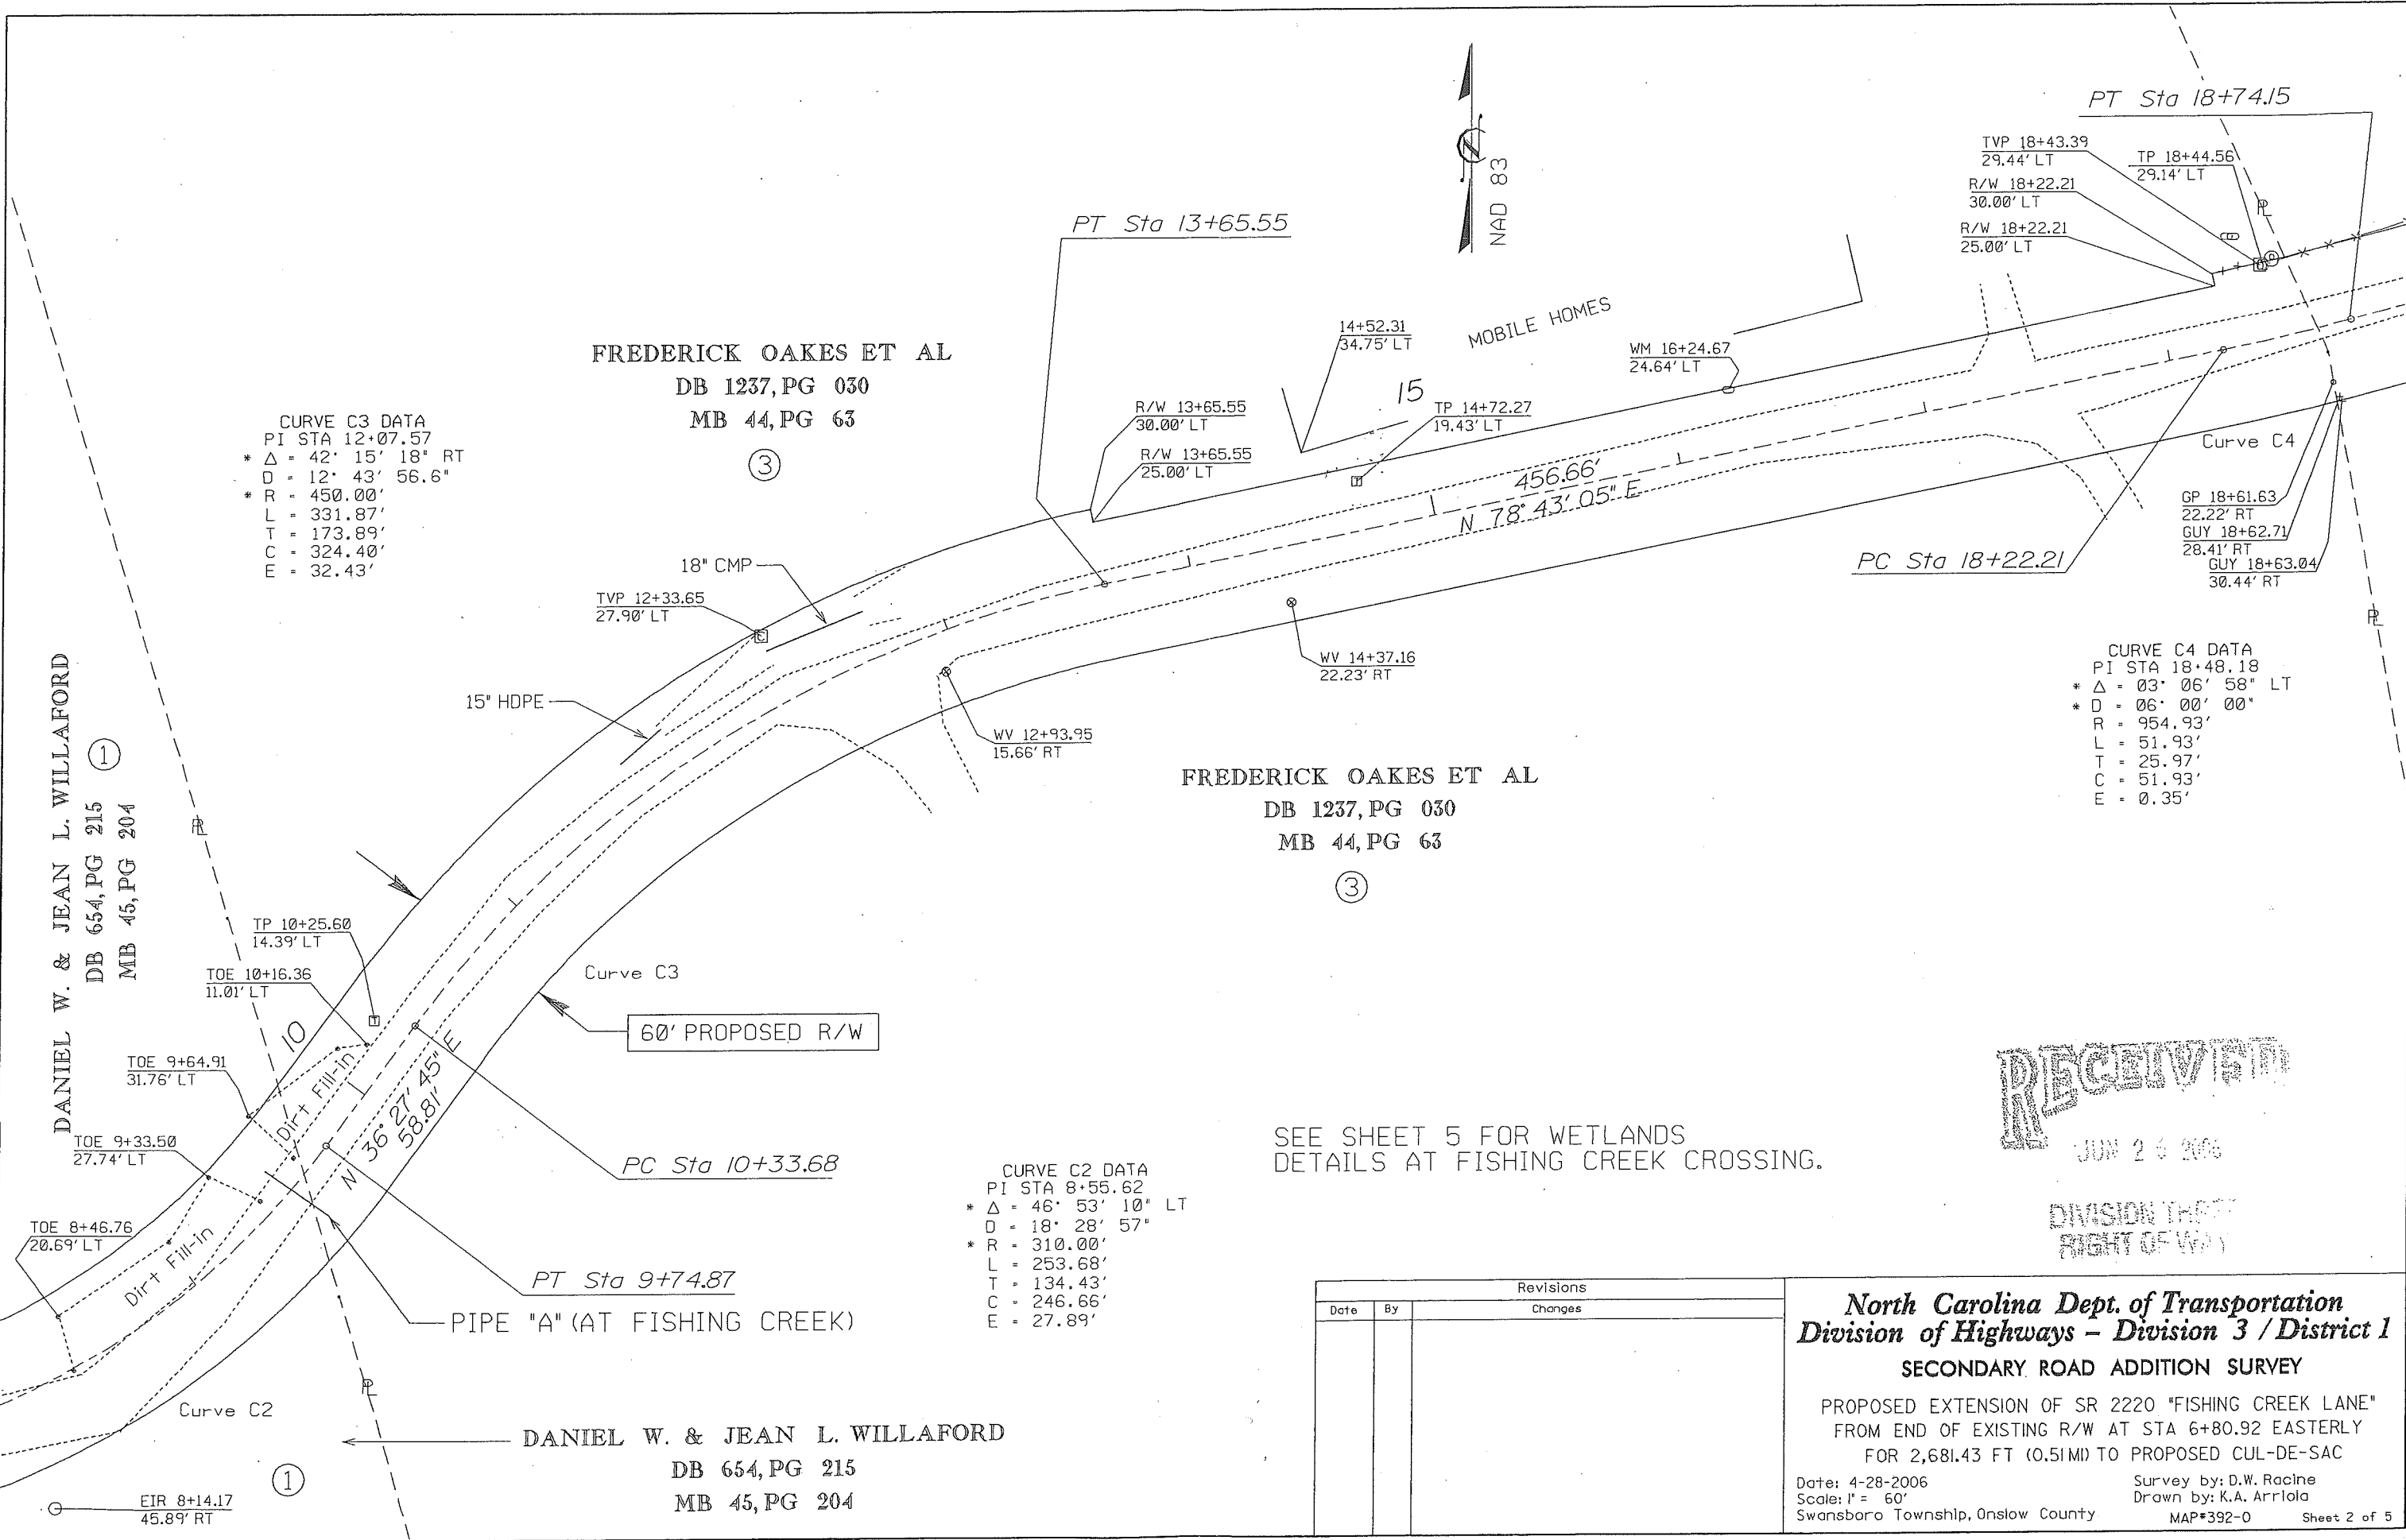 PT Sta 18+74.15
TVP 18+43.39
29.44' LT
TP 18+44.56
29.14' LT
R/W 18+22.21
30.00' LT
R/W 18+22.21
25.00' LT
PL
NAD 83
PT Sta 13+65.55
FREDERICK OAKES ET AL
DB 1237, PG 030
MB 44, PG 63
3
CURVE C3 DATA
PI STA 12+07.57
* Δ = 42° 15' 18" RT
D = 12° 43' 56.6"
* R = 450.00'
L = 331.87'
T = 173.89'
C = 324.40'
E = 32.43'
14+52.31
34.75' LT
MOBILE HOMES
WM 16+24.67
24.64' LT
15
TP 14+72.27
19.43' LT
T
R/W 13+65.55
30.00' LT
R/W 13+65.55
25.00' LT
456.66'
N 78° 43' 05" E
Curve C4
GP 18+61.63
22.22' RT
GUY 18+62.71
28.41' RT
GUY 18+63.04
30.44' RT
PC Sta 18+22.21
PL
18" CMP
TVP 12+33.65
27.90' LT
C
15" HDPE
WV 14+37.16
22.23' RT
WV 12+93.95
15.66' RT
CURVE C4 DATA
PI STA 18+48.18
* Δ = 03° 06' 58" LT
* D = 06° 00' 00"
R = 954.93'
L = 51.93'
T = 25.97'
C = 51.93'
E = 0.35'
FREDERICK OAKES ET AL
DB 1237, PG 030
MB 44, PG 63
3
DANIEL W. & JEAN L. WILLAFORD
DB 654, PG 215
MB 45, PG 204
1
PL
TP 10+25.60
14.39' LT
TOE 10+16.36
11.01' LT
T
10
Curve C3
60' PROPOSED R/W
TOE 9+64.91
31.76' LT
Dirt Fill-in
N 36° 27' 45" E
58.81'
TOE 9+33.50
27.74' LT
PC Sta 10+33.68
TOE 8+46.76
20.69' LT
Dirt Fill-in
PT Sta 9+74.87
PIPE "A" (AT FISHING CREEK)
CURVE C2 DATA
PI STA 8+55.62
* Δ = 46° 53' 10" LT
D = 18° 28' 57"
* R = 310.00'
L = 253.68'
T = 134.43'
C = 246.66'
E = 27.89'
SEE SHEET 5 FOR WETLANDS
DETAILS AT FISHING CREEK CROSSING.
RECEIVED
JUN 2 2006
DIVISION
RIGHT OF WAY
PL
Curve C2
DANIEL W. & JEAN L. WILLAFORD
DB 654, PG 215
MB 45, PG 204
1
EIR 8+14.17
45.89' RT
Revisions
Date By Changes
North Carolina Dept. of Transportation
Division of Highways - Division 3 / District 1
SECONDARY ROAD ADDITION SURVEY
PROPOSED EXTENSION OF SR 2220 "FISHING CREEK LANE"
FROM END OF EXISTING R/W AT STA 6+80.92 EASTERLY
FOR 2,681.43 FT (0.51 MI) TO PROPOSED CUL-DE-SAC
Date: 4-28-2006
Survey by: D.W. Racine
Scale: 1" = 60'
Drawn by: K.A. Arriola
Swansboro Township, Onslow County
MAP#392-O
Sheet 2 of 5